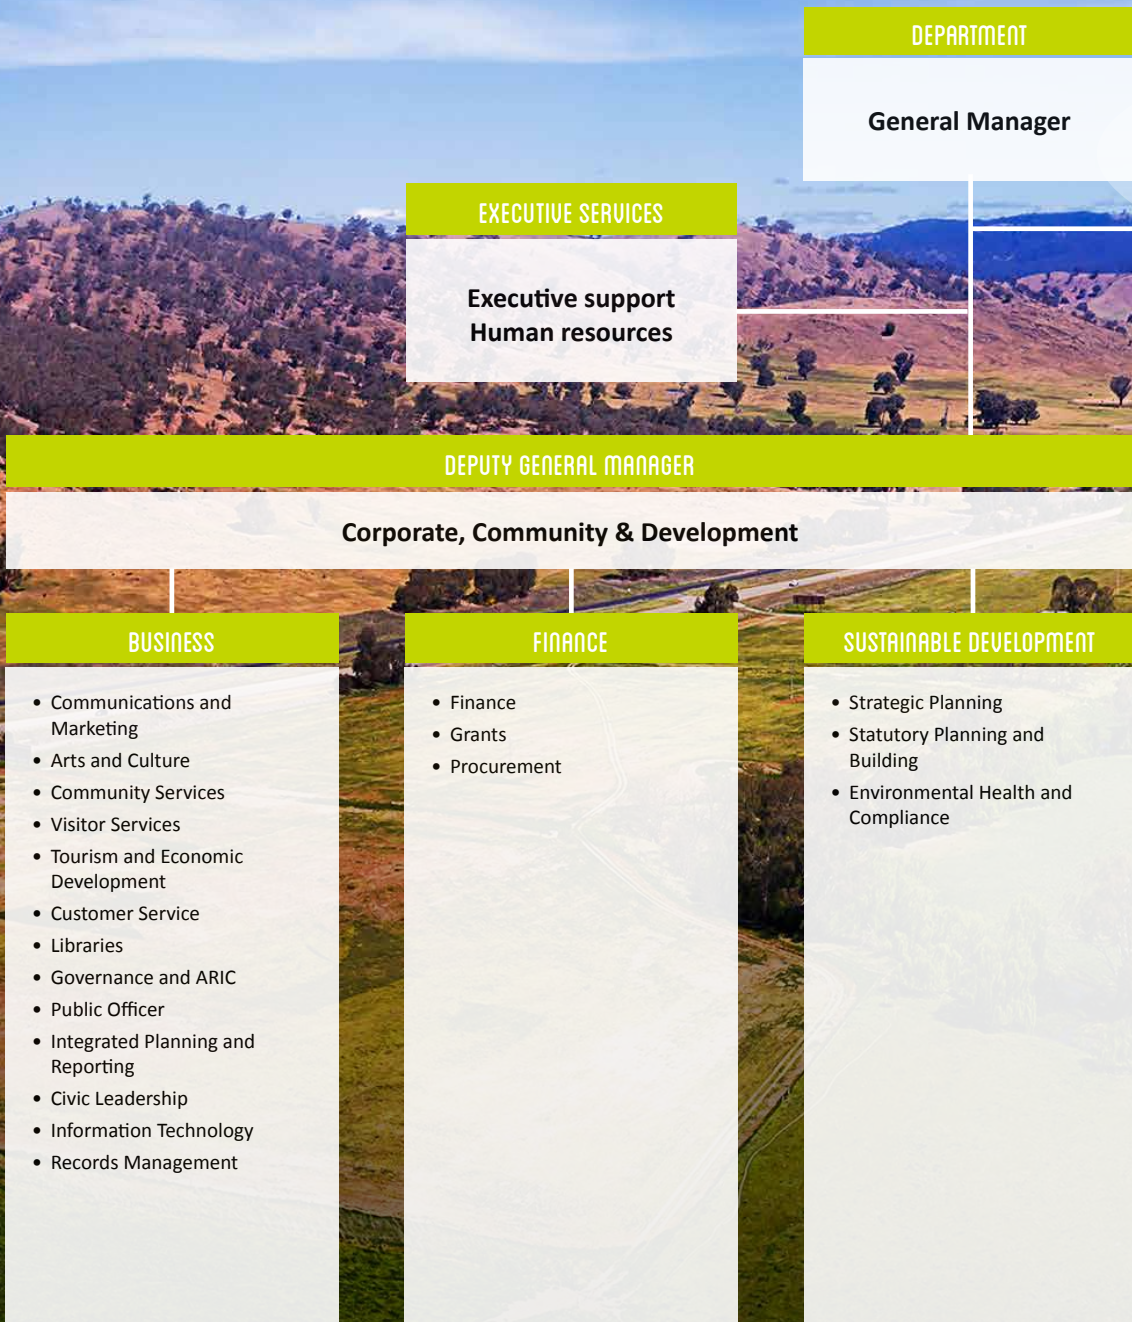 DEPARTMENT
General Manager
EXECUTIVE SERVICES
Executive support
Human resources
DEPUTY GENERAL MANAGER
Corporate, Community & Development
BUSINESS
• Communications and
Marketing
• Arts and Culture
• Community Services
• Visitor Services
• Tourism and Economic
Development
• Customer Service
• Libraries
• Governance and ARIC
• Public Officer
• Integrated Planning and
Reporting
• Civic Leadership
• Information Technology
• Records Management
FINANCE
• Finance
• Grants
• Procurement
SUSTAINABLE DEVELOPMENT
• Strategic Planning
• Statutory Planning and
Building
• Environmental Health and
Compliance